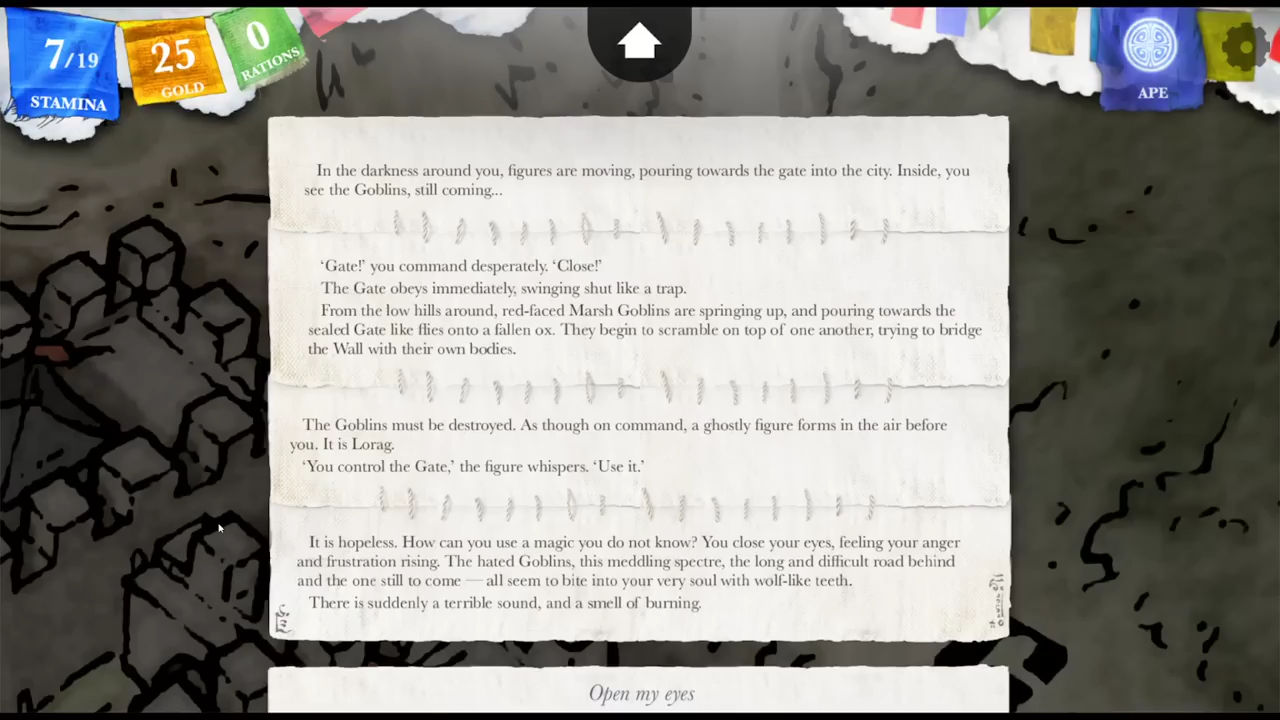 7/19
STAMINA
25
GOLD
0
RATIONS
APE
In the darkness around you, figures are moving, pouring towards the gate into the city. Inside, you
see the Goblins, still coming...
‘Gate!’ you command desperately. ‘Close!’
The Gate obeys immediately, swinging shut like a trap.
From the low hills around, red-faced Marsh Goblins are springing up, and pouring towards the
sealed Gate like flies onto a fallen ox. They begin to scramble on top of one another, trying to bridge
the Wall with their own bodies.
The Goblins must be destroyed. As though on command, a ghostly figure forms in the air before
you. It is Lorag.
‘You control the Gate,’ the figure whispers. ‘Use it.’
It is hopeless. How can you use a magic you do not know? You close your eyes, feeling your anger
and frustration rising. The hated Goblins, this meddling spectre, the long and difficult road behind
and the one still to come — all seem to bite into your very soul with wolf-like teeth.
There is suddenly a terrible sound, and a smell of burning.
Open my eyes